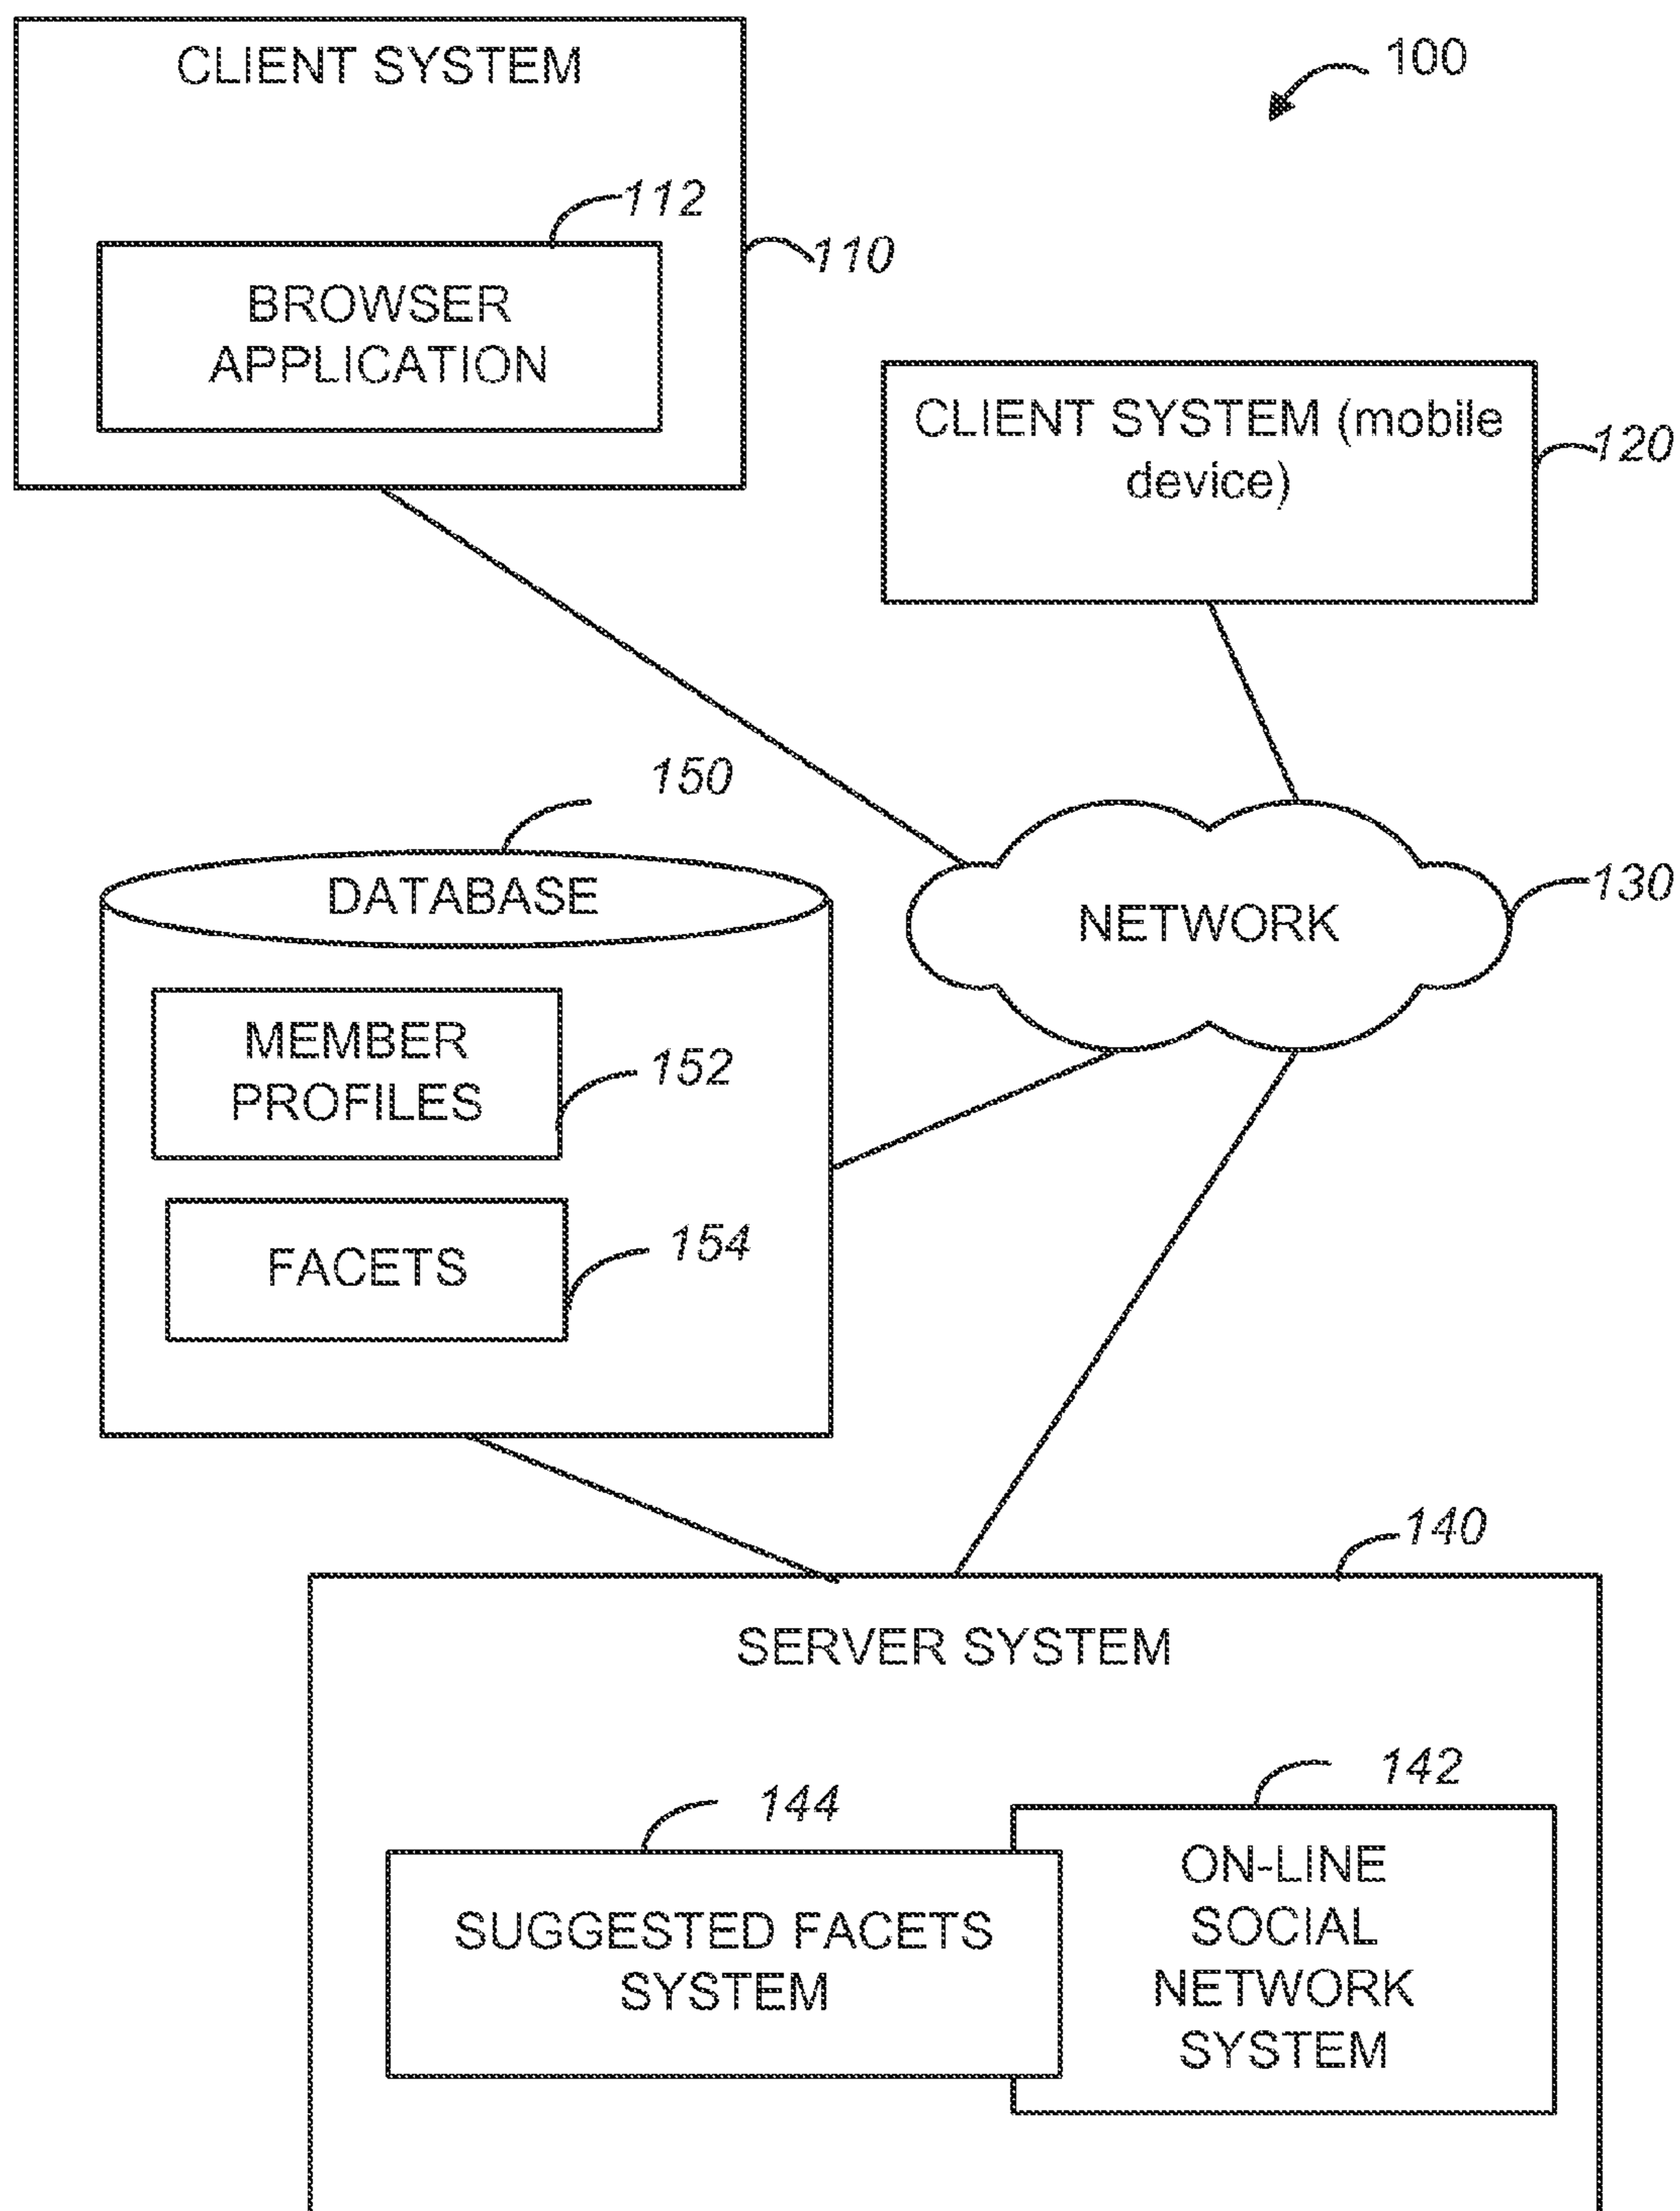 CLIENT SYSTEM
100
112
110
BROWSER
APPLICATION
CLIENT SYSTEM (mobile
device)
120
150
DATABASE
NETWORK
130
MEMBER
PROFILES
152
FACETS
154
140
SERVER SYSTEM
144
142
SUGGESTED FACETS
SYSTEM
ON-LINE
SOCIAL
NETWORK
SYSTEM